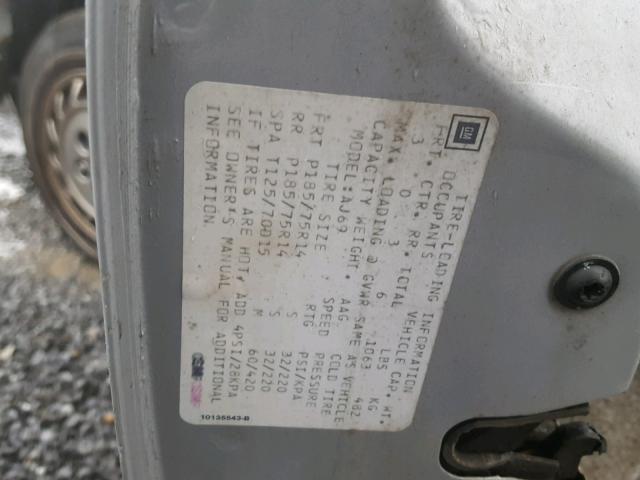 GM
TIRE-LOADING INFORMATION
OCCUPANTS VEHICLE CAP. WT.
FRT. CTR. RR. TOTAL LBS KG
3 0 3 6 1063 482
MAX. LOADING @ GVWR SAME AS VEHICLE
CAPACITY WEIGHT. AAG
MODEL:AJ69 COLD TIRE
TIRE SIZE SPEED PRESSURE
RTG PSI/KPA
FRT P185/75R14 S 32/220
RR P185/75R14 S 32/220
SPA T125/70D15 M 60/420
IF TIRES ARE HOT, ADD 4PSI/28KPA
SEE OWNER'S MANUAL FOR ADDITIONAL
INFORMATION
10135543-B